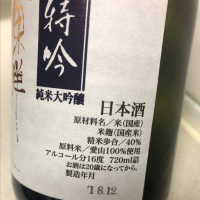 特吟
純米大吟醸
日本酒
原材料名／米(国産)
米麹(国産米)
精米歩合／40%
原料米／愛山100%使用
アルコール分16度 720ml詰
お酒は20歳になってから。
製造年月
'18.12